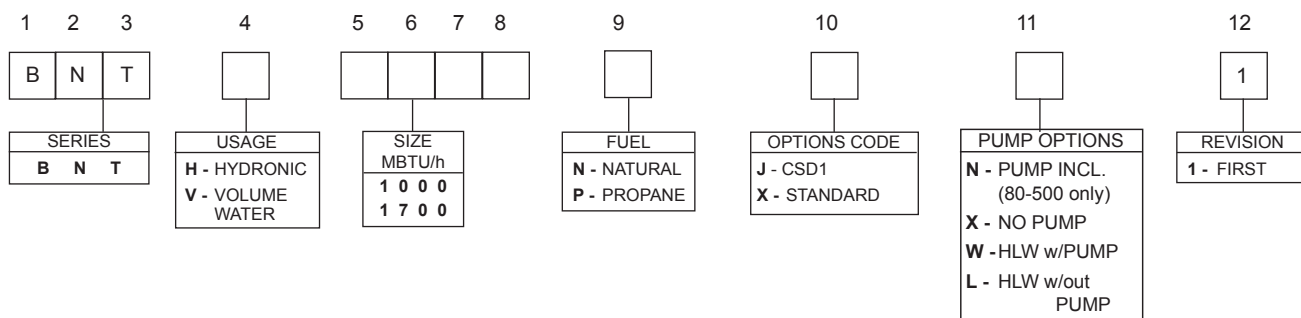 1 2 3 4 5 6 7 8 9 10 11 12
B N T 1
SERIES
B N T
USAGE
H - HYDRONIC
V - VOLUME
WATER
SIZE
MBTU/h
1 0 0 0
1 7 0 0
FUEL
N - NATURAL
P - PROPANE
OPTIONS CODE
J - CSD1
X - STANDARD
PUMP OPTIONS
N - PUMP INCL.
(80-500 only)
X - NO PUMP
W -HLW w/PUMP
L - HLW w/out
PUMP
REVISION
1 - FIRST